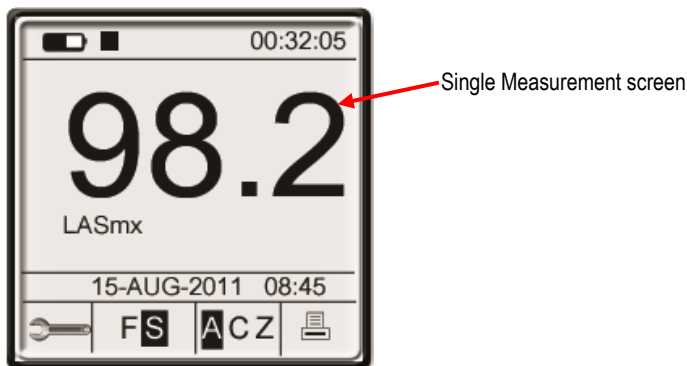 00:32:05
Single Measurement screen
98.2
LASmx
15-AUG-2011 08:45
F S A C Z